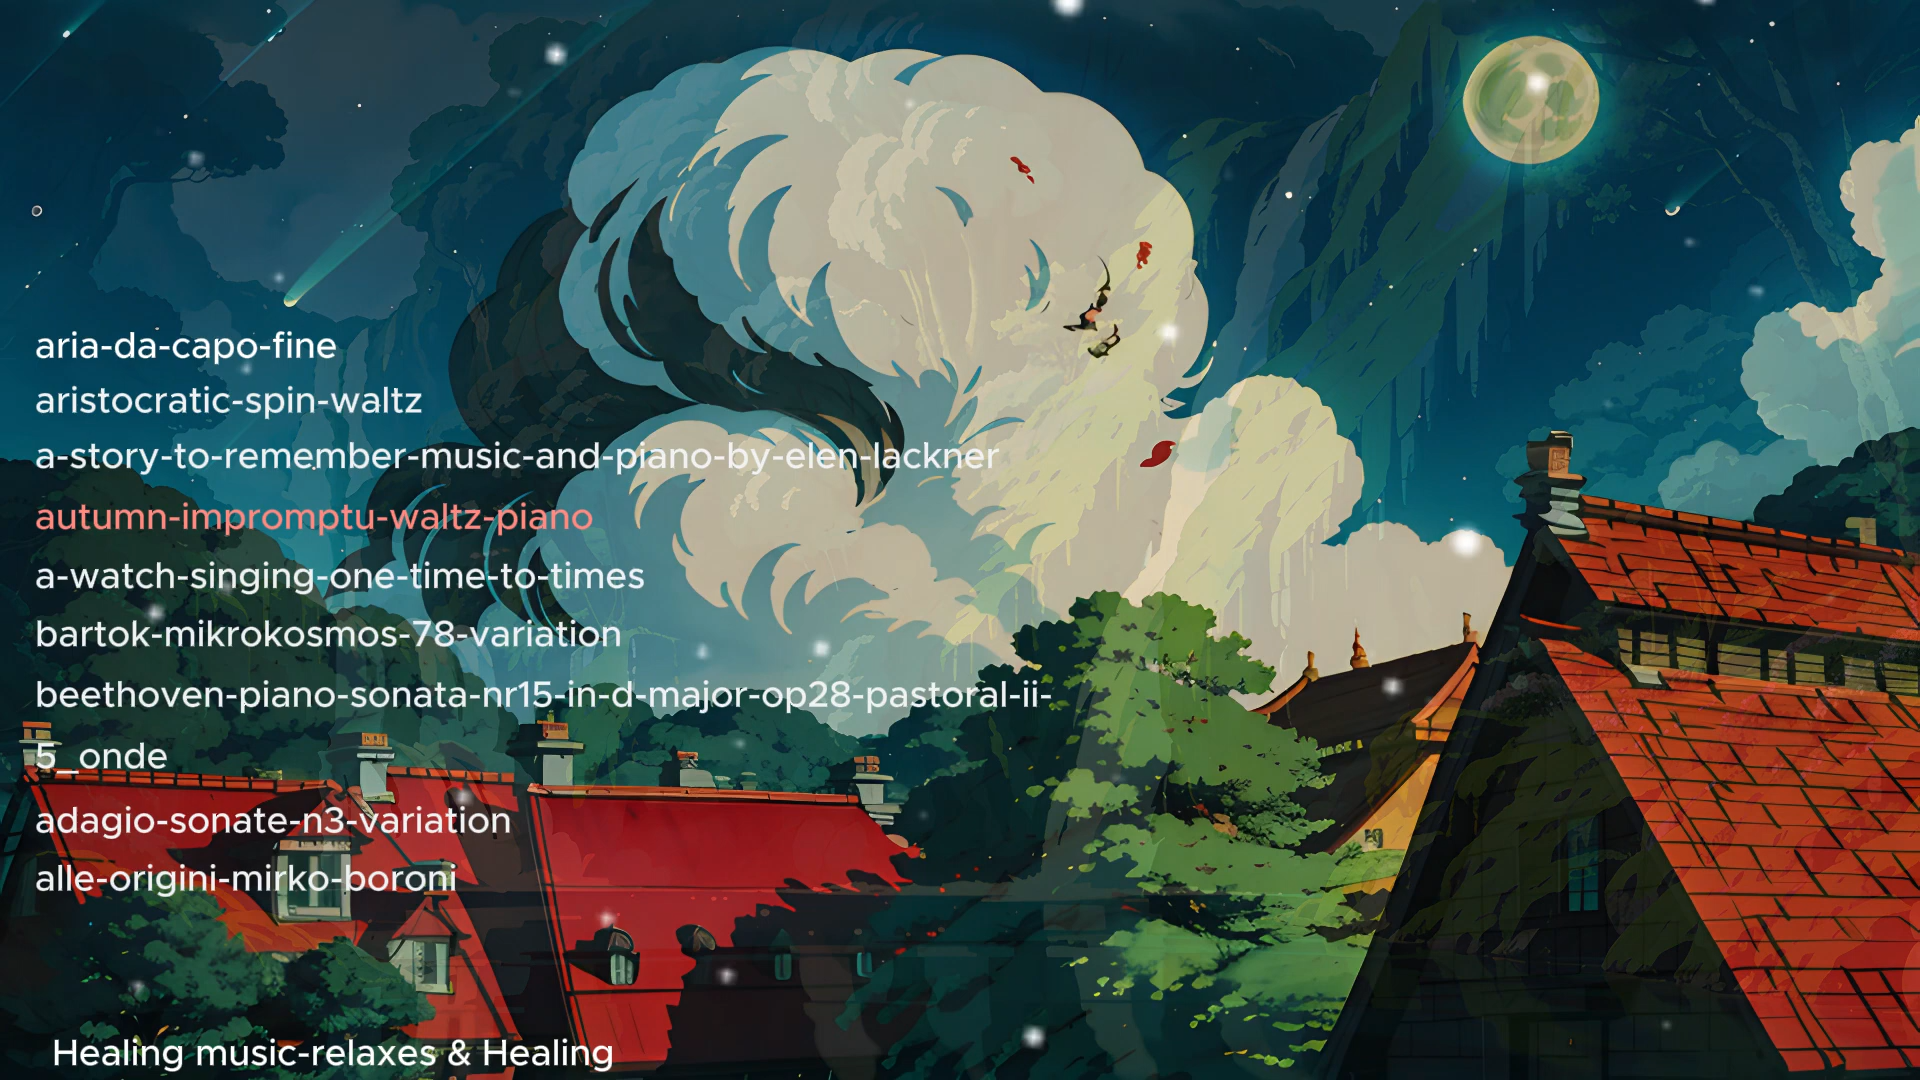 aria-da-capo-fine
aristocratic-spin-waltz
a-story-to-remember-music-and-piano-by-elen-lackner
autumn-impromptu-waltz-piano
a-watch-singing-one-time-to-times
bartok-mikrokosmos-78-variation
beethoven-piano-sonata-nr15-in-d-major-op28-pastoral-ii-
5_onde
adagio-sonate-n3-variation
alle-origini-mirko-boroni
Healing music-relaxes & Healing